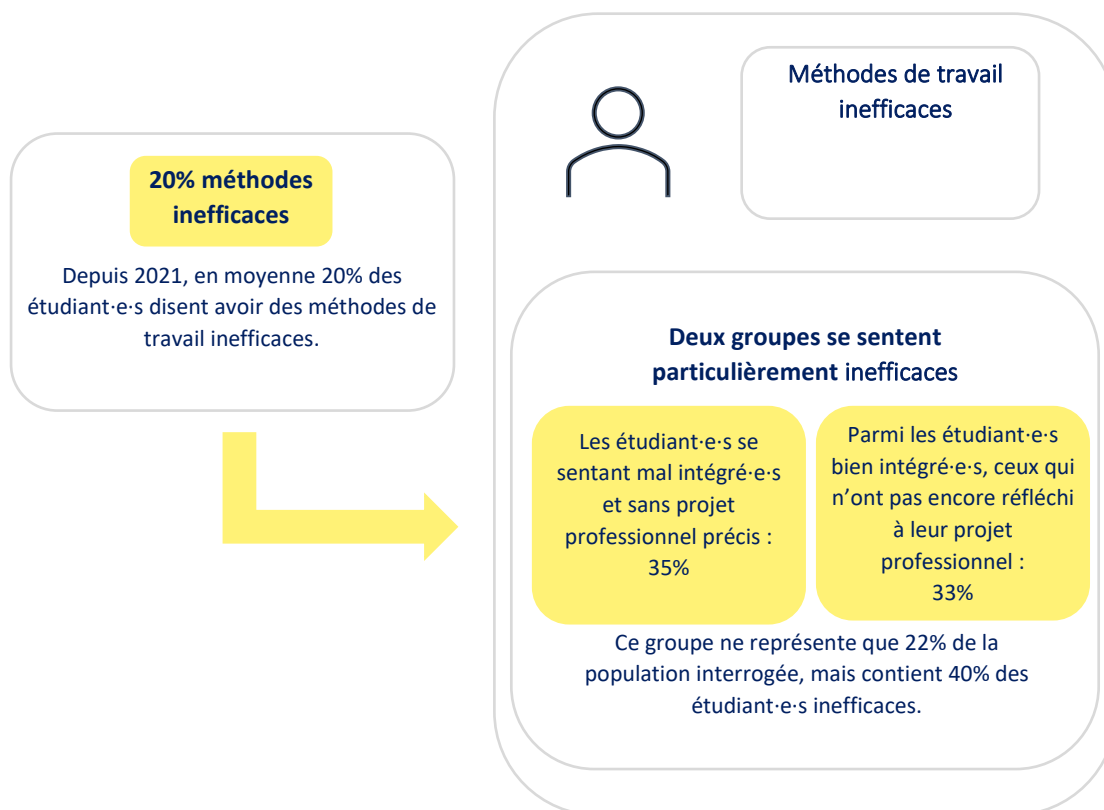 Méthodes de travail
inefficaces
20% méthodes
inefficaces
Depuis 2021, en moyenne 20% des
étudiant·e·s disent avoir des méthodes de
travail inefficaces.
Deux groupes se sentent
particulièrement inefficaces
Les étudiant·e·s se
sentant mal intégré·e·s
et sans projet
professionnel précis :
35%
Parmi les étudiant·e·s
bien intégré·e·s, ceux qui
n’ont pas encore réfléchi
à leur projet
professionnel :
33%
Ce groupe ne représente que 22% de la
population interrogée, mais contient 40% des
étudiant·e·s inefficaces.